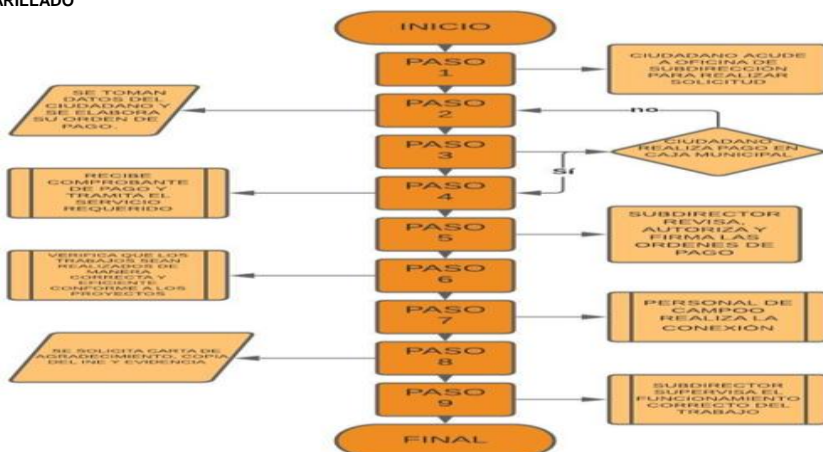 ARILLADO
INICIO
PASO
1
CIUDADANO ACUDE
A OFICINA DE
SUBDIRECCIÓN
PARA REALIZAR
SOLICITUD
SE TOMAN
DATOS DEL
CIUDADANO Y
SE ELABORA
SU ORDEN DE
PAGO.
PASO
2
no
PASO
3
CIUDADANO
REALIZA PAGO EN
CAJA MUNICIPAL
Sí
RECIBE
COMPROBANTE
DE PAGO Y
TRAMITA EL
SERVICIO
REQUERIDO
PASO
4
PASO
5
SUBDIRECTOR
REVISA,
AUTORIZA Y
FIRMA LAS
ORDENES DE
PAGO
VERIFICA QUE LOS
TRABAJOS SEAN
REALIZADOS DE
MANERA
CORRECTA Y
EFICIENTE
CONFORME A LOS
PROYECTOS
PASO
6
PASO
7
PERSONAL DE
CAMPOO
REALIZA LA
CONEXIÓN
SE SOLICITA CARTA DE
AGRADECIMIENTO, COPIA
DEL INE Y EVIDENCIA
PASO
8
PASO
9
SUBDIRECTOR
SUPERVISA EL
FUNCIONAMIENTO
CORRECTO DEL
TRABAJO
FINAL